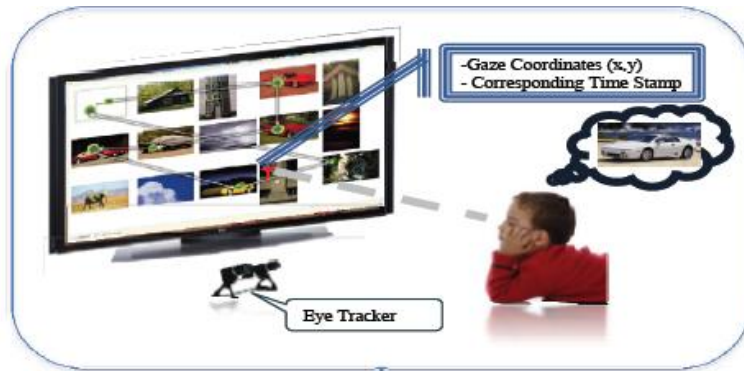 -Gaze Coordinates (x,y)
- Corresponding Time Stamp
Eye Tracker